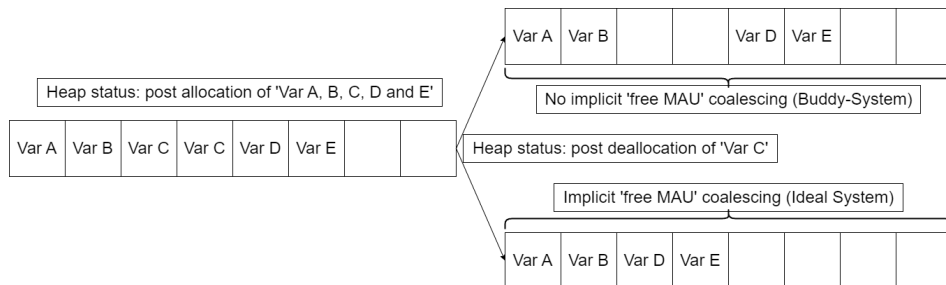 Var A Var B Var D Var E
Heap status: post allocation of 'Var A, B, C, D and E'
No implicit 'free MAU' coalescing (Buddy-System)
Var A Var B Var C Var C Var D Var E
Heap status: post deallocation of 'Var C'
Implicit 'free MAU' coalescing (Ideal System)
Var A Var B Var D Var E